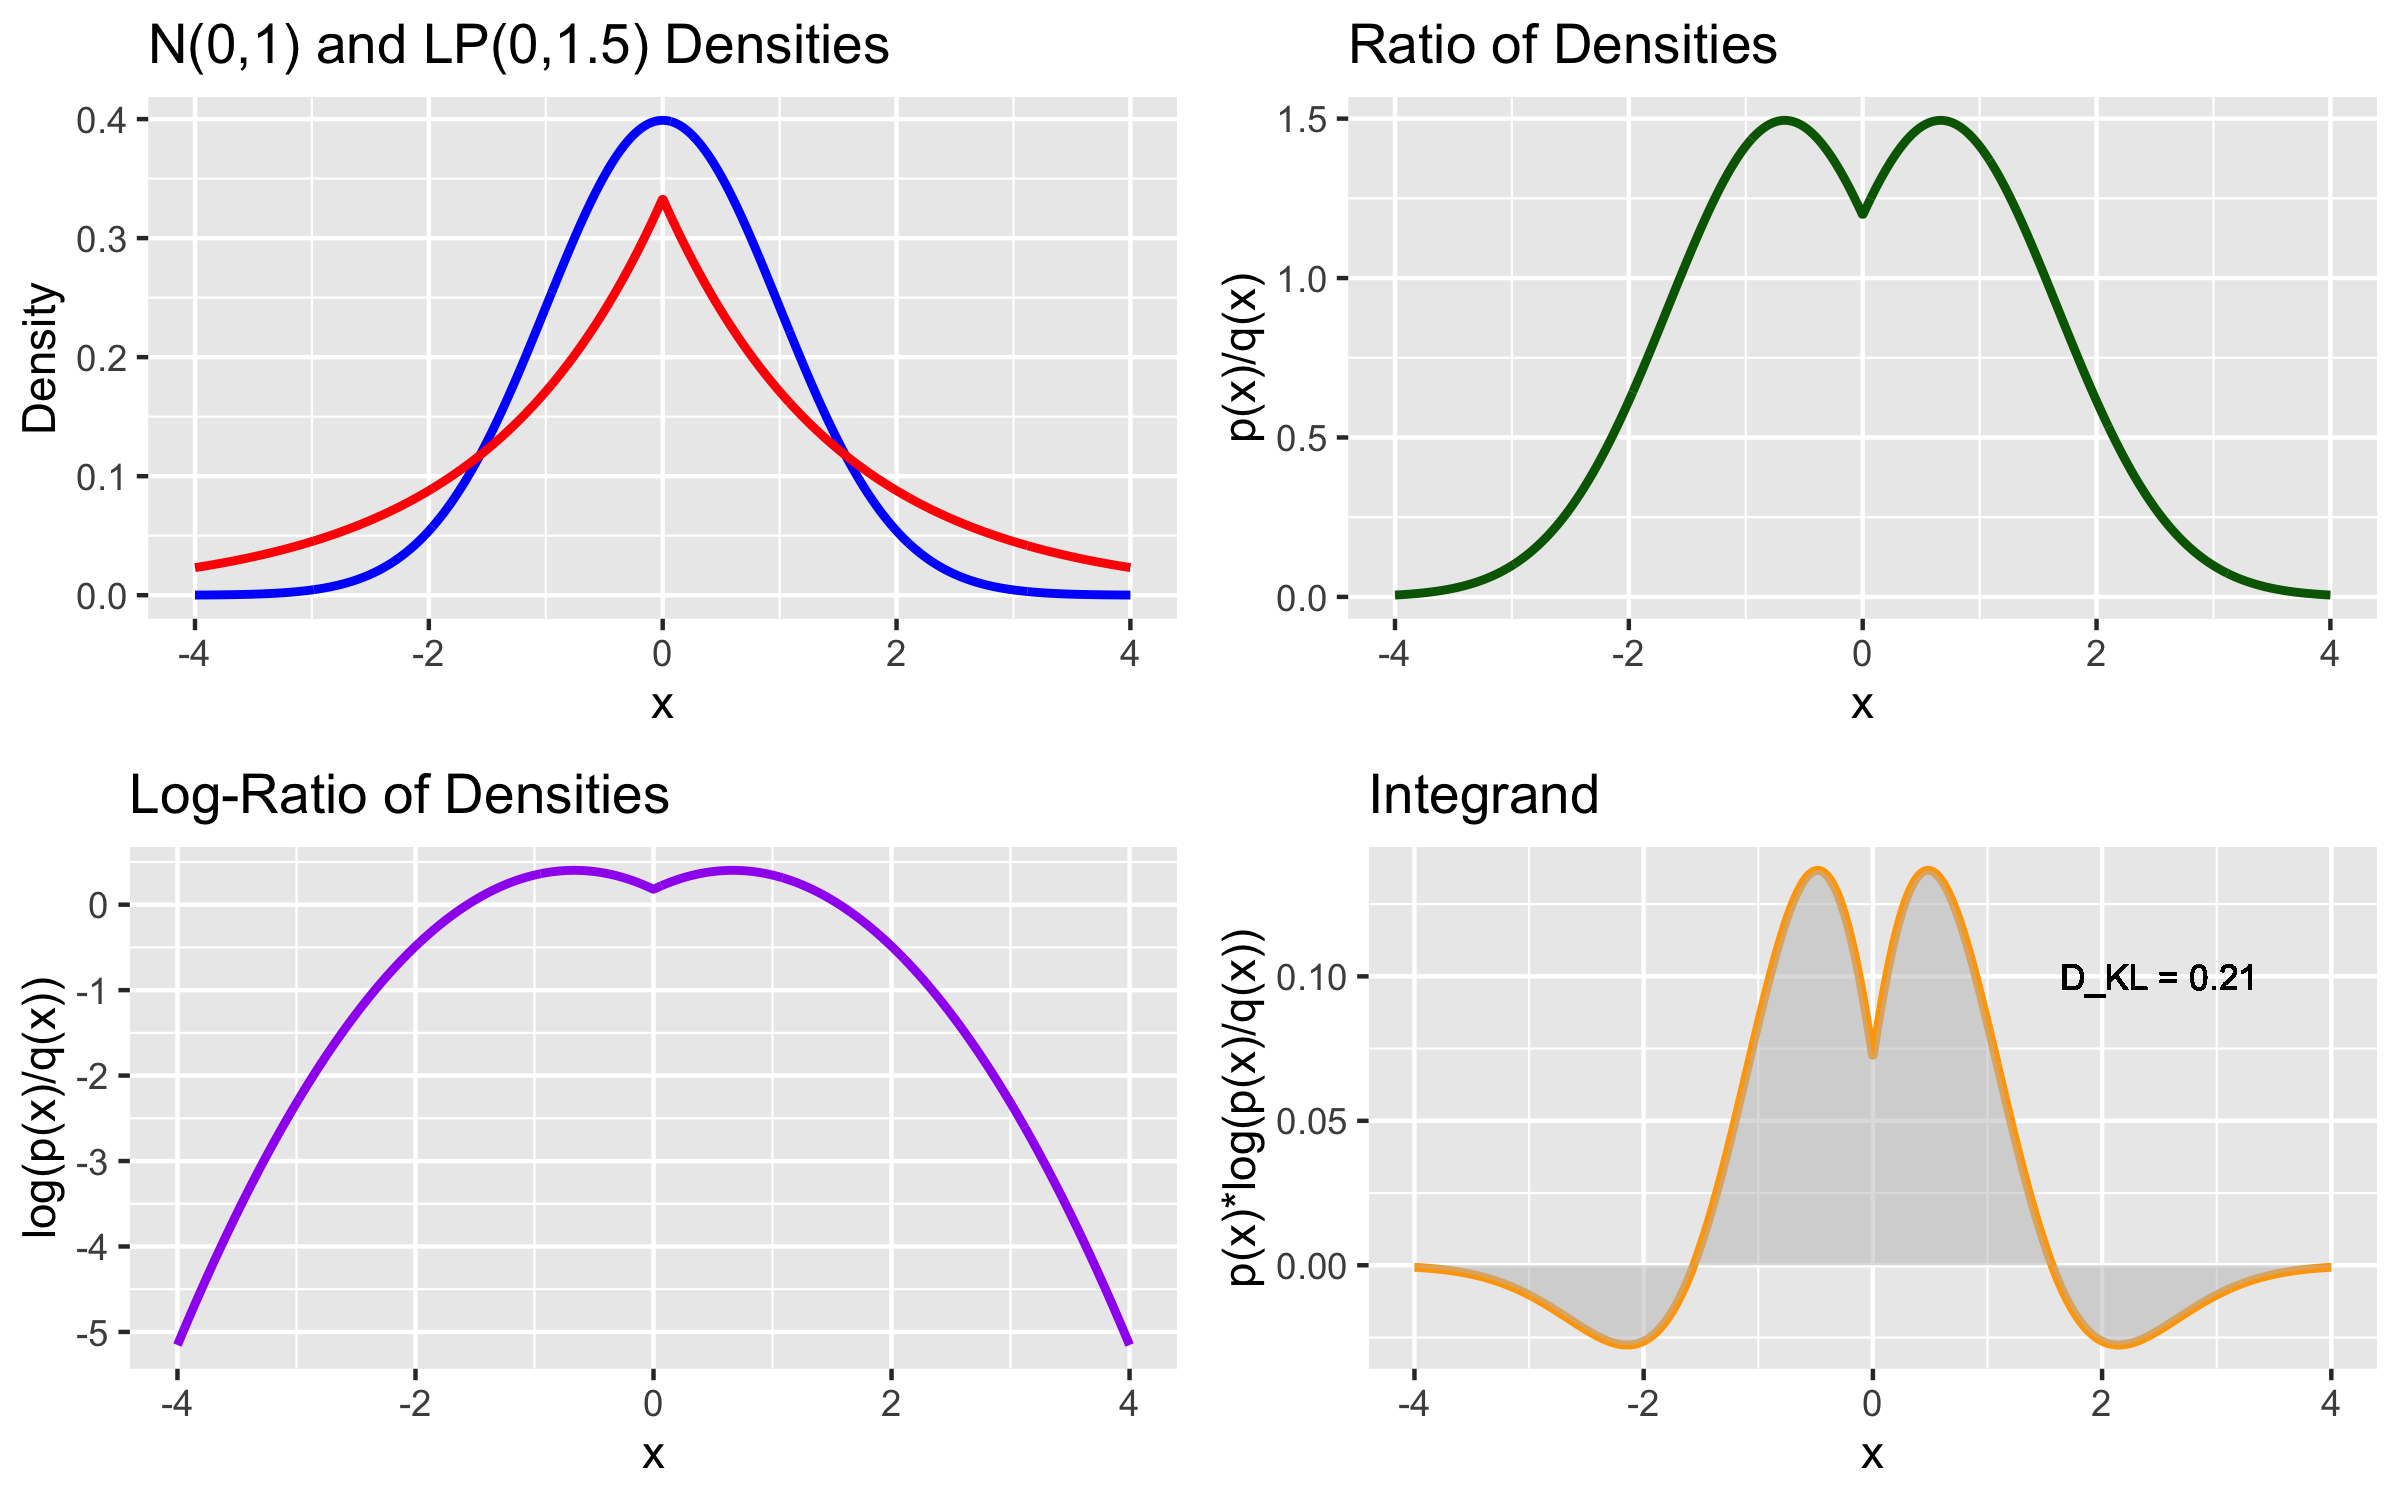 N(0,1) and LP(0,1.5) Densities
Density
0.4
0.3
0.2
0.1
0.0
-4 -2 0 2 4
x
Ratio of Densities
p(x)/q(x)
1.5
1.0
0.5
0.0
-4 -2 0 2 4
x
Log-Ratio of Densities
log(p(x)/q(x))
0
-1
-2
-3
-4
-5
-4 -2 0 2 4
x
Integrand
p(x)*log(p(x)/q(x))
0.10
0.05
0.00
D_KL = 0.21
-4 -2 0 2 4
x